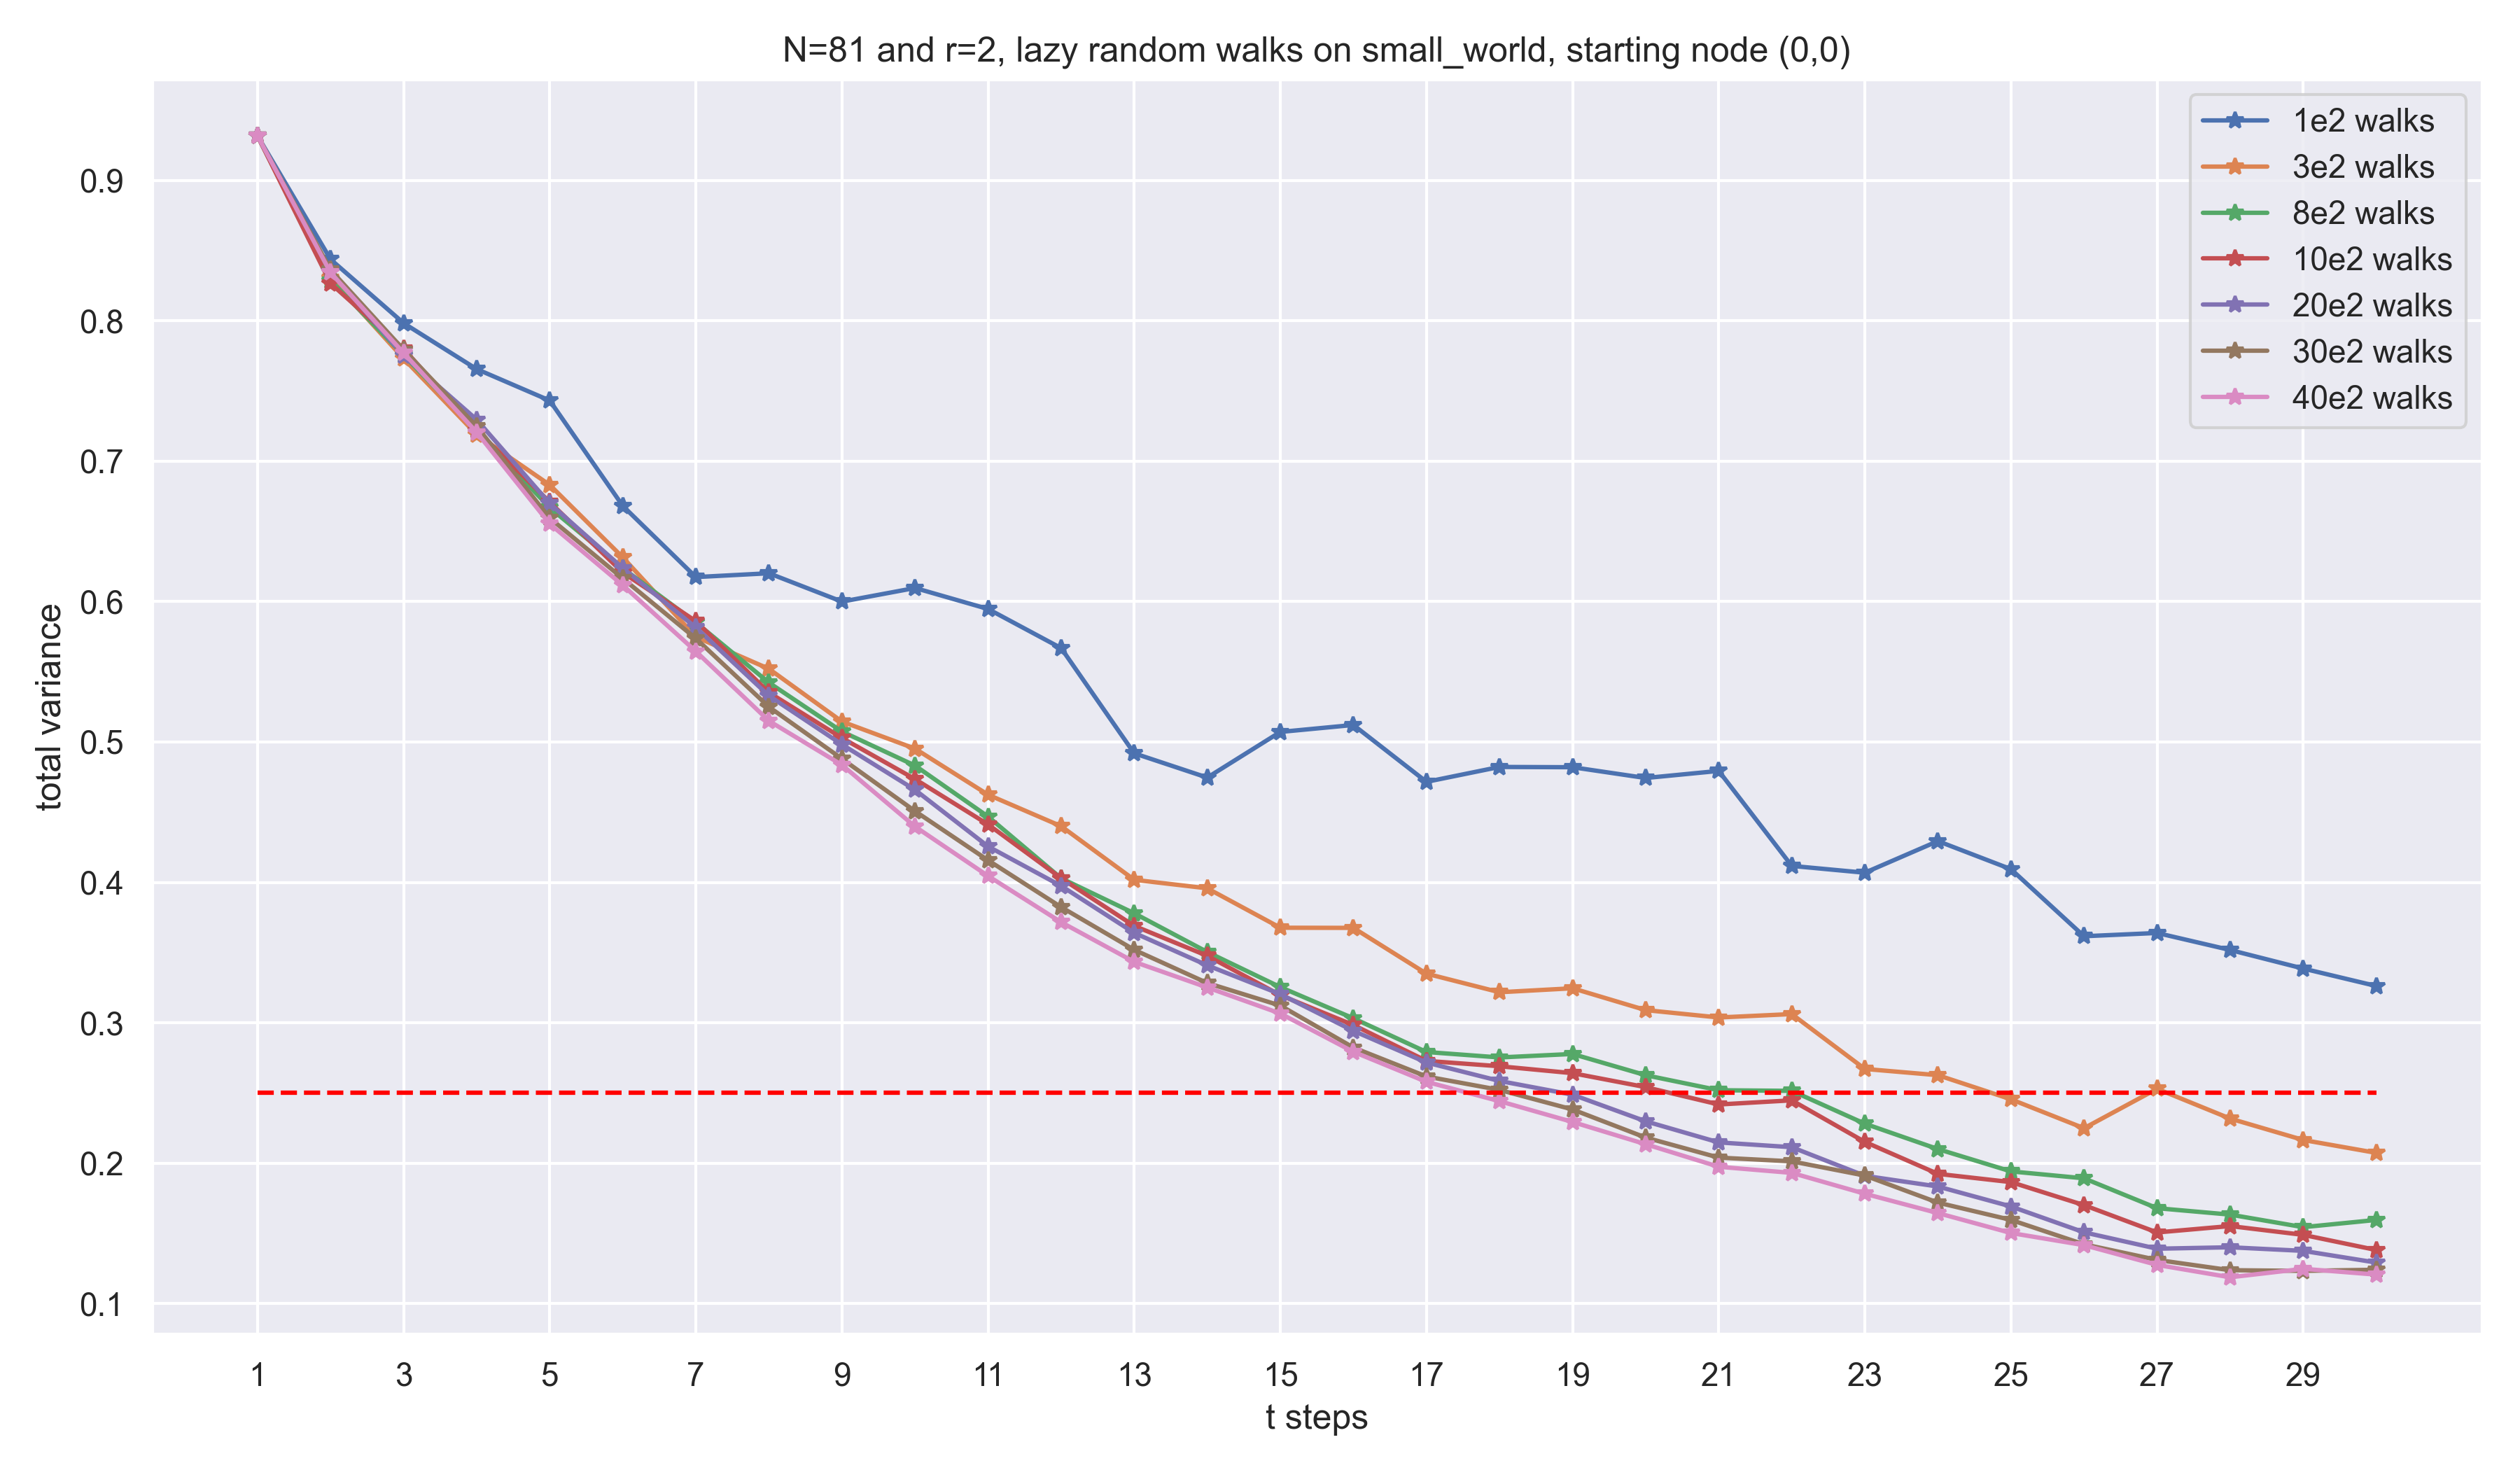 N=81 and r=2, lazy random walks on small_world, starting node (0,0)
1e2 walks
3e2 walks
8e2 walks
10e2 walks
20e2 walks
30e2 walks
40e2 walks
total variance
0.9
0.8
0.7
0.6
0.5
0.4
0.3
0.2
0.1
1 3 5 7 9 11 13 15 17 19 21 23 25 27 29
t steps